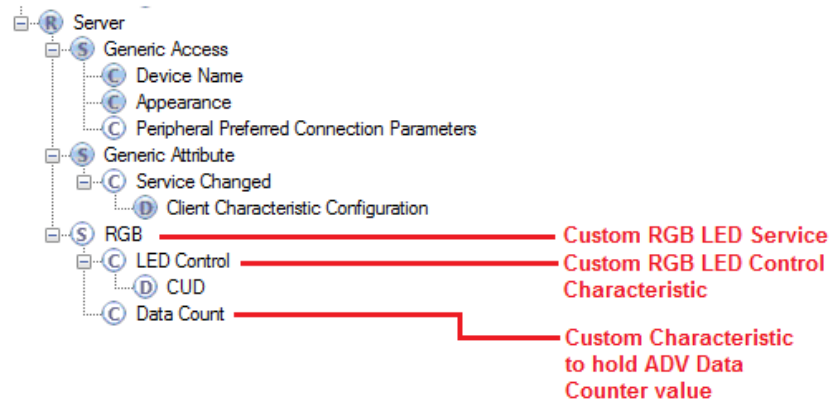 R Server
S Generic Access
C Device Name
C Appearance
C Peripheral Preferred Connection Parameters
S Generic Attribute
C Service Changed
D Client Characteristic Configuration
S RGB Custom RGB LED Service
C LED Control Custom RGB LED Control
Characteristic
D CUD
C Data Count
Custom Characteristic
to hold ADV Data
Counter value